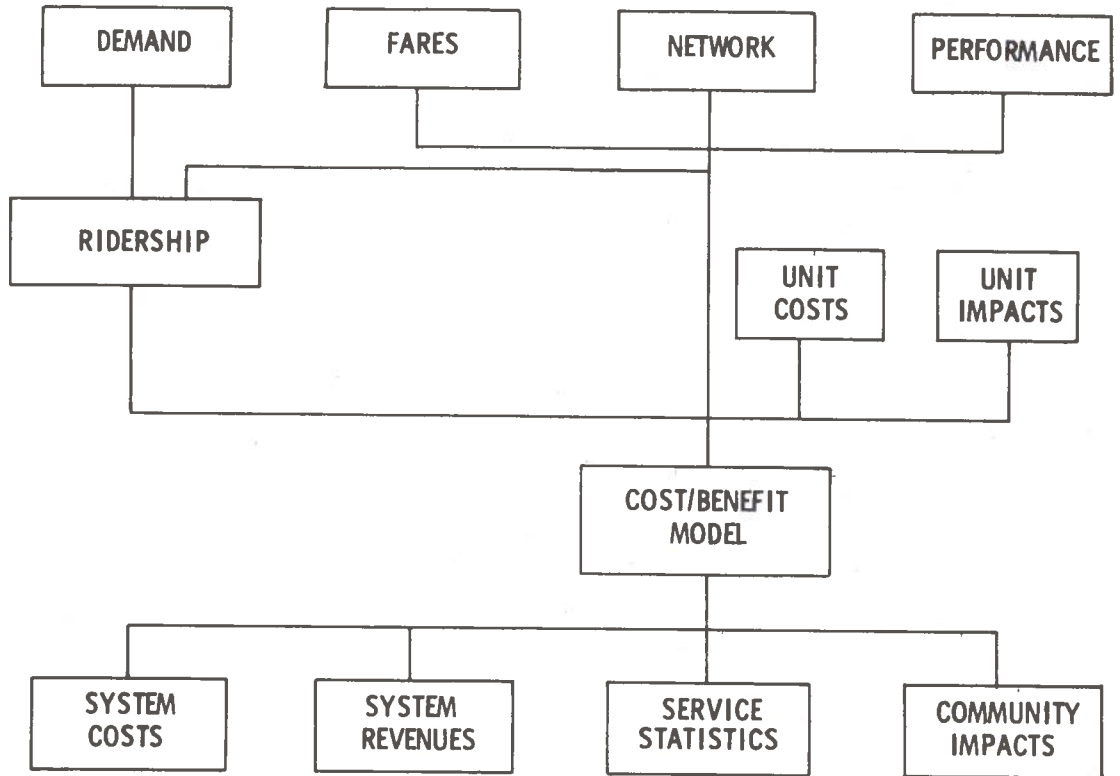 DEMAND
FARES
NETWORK
PERFORMANCE
RIDERSHIP
UNIT
COSTS
UNIT
IMPACTS
COST/BENEFIT
MODEL
SYSTEM
COSTS
SYSTEM
REVENUES
SERVICE
STATISTICS
COMMUNITY
IMPACTS